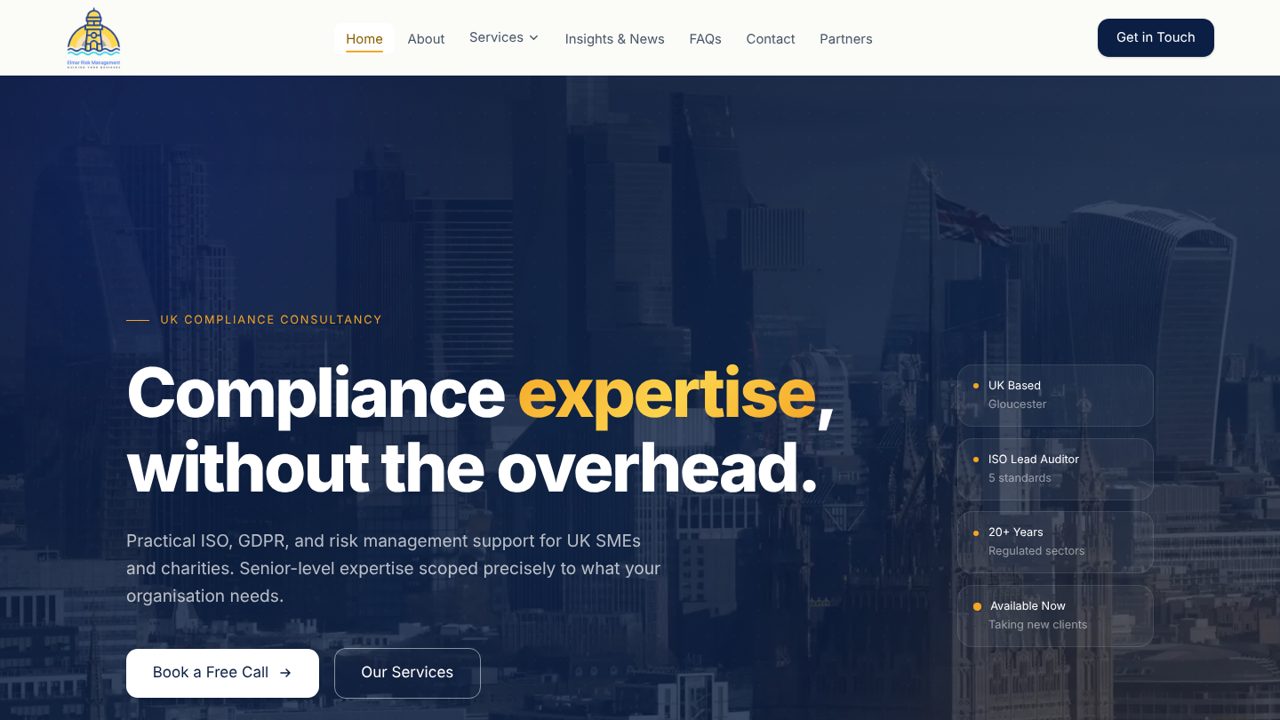 Elmar Risk Management
Home
About
Services
Insights & News
FAQs
Contact
Partners
Get in Touch
UK COMPLIANCE CONSULTANCY
Compliance expertise,
without the overhead.
Practical ISO, GDPR, and risk management support for UK SMEs
and charities. Senior-level expertise scoped precisely to what your
organisation needs.
Book a Free Call →
Our Services
UK Based
Gloucester
ISO Lead Auditor
5 standards
20+ Years
Regulated sectors
Available Now
Taking new clients